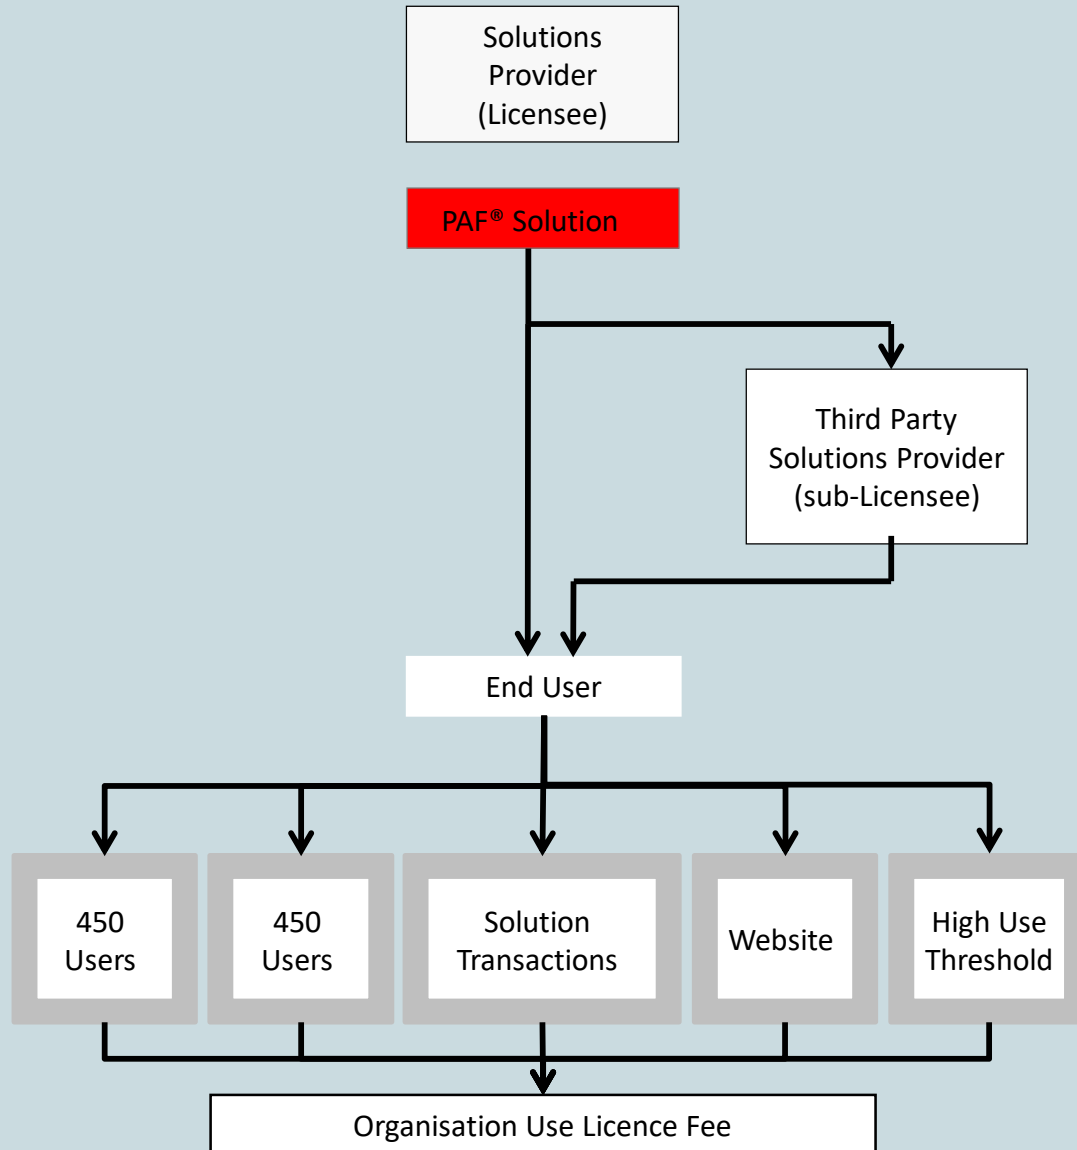 Solutions
Provider
(Licensee)
PAF® Solution
Third Party
Solutions Provider
(sub-Licensee)
End User
450
Users
450
Users
Solution
Transactions
Website
High Use
Threshold
Organisation Use Licence Fee